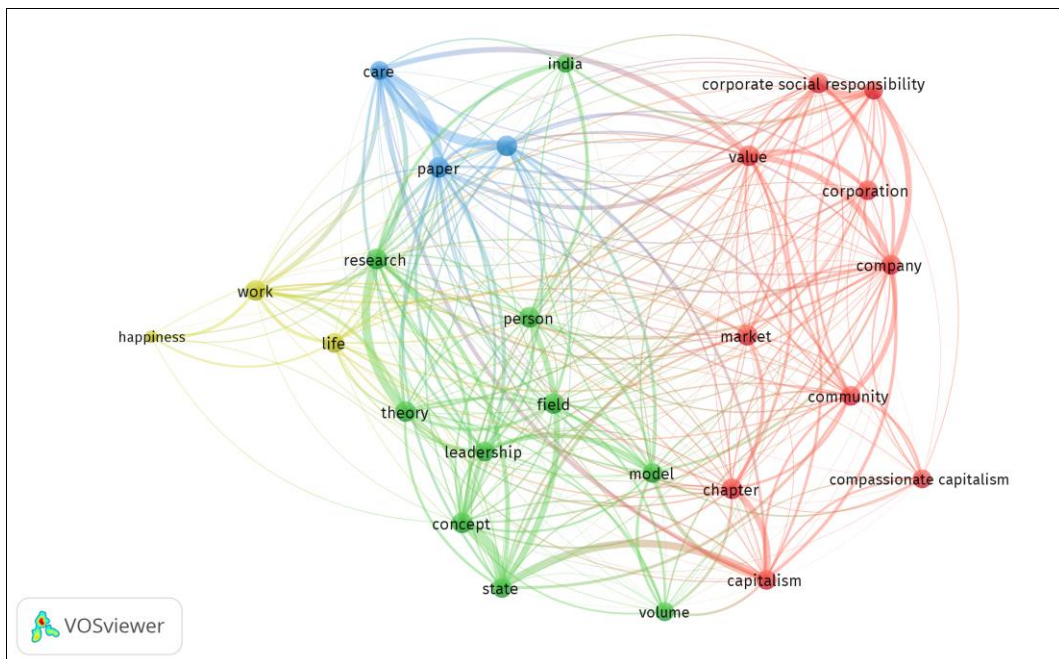 india
care
corporate social responsibility
value
paper
corporation
research
company
work
person
market
happiness
life
community
theory
field
leadership
model
compassionate capitalism
chapter
concept
capitalism
state
volume
VOSviewer